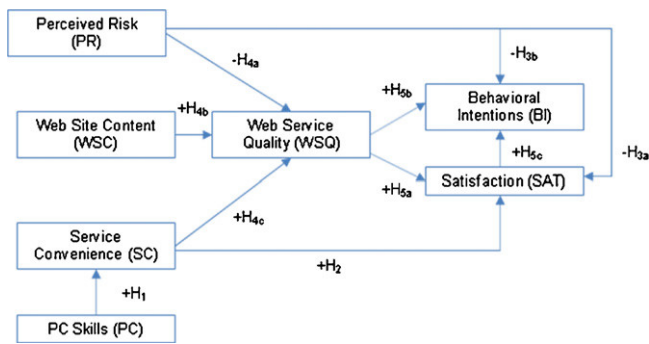 Perceived Risk
(PR)
-H4a
-H3b
+H4b
+H5b
Web Site Content
(WSC)
Web Service
Quality (WSQ)
Behavioral
Intentions (BI)
+H5c
-H3a
+H5a
Satisfaction (SAT)
+H4c
Service
Convenience (SC)
+H2
+H1
PC Skills (PC)